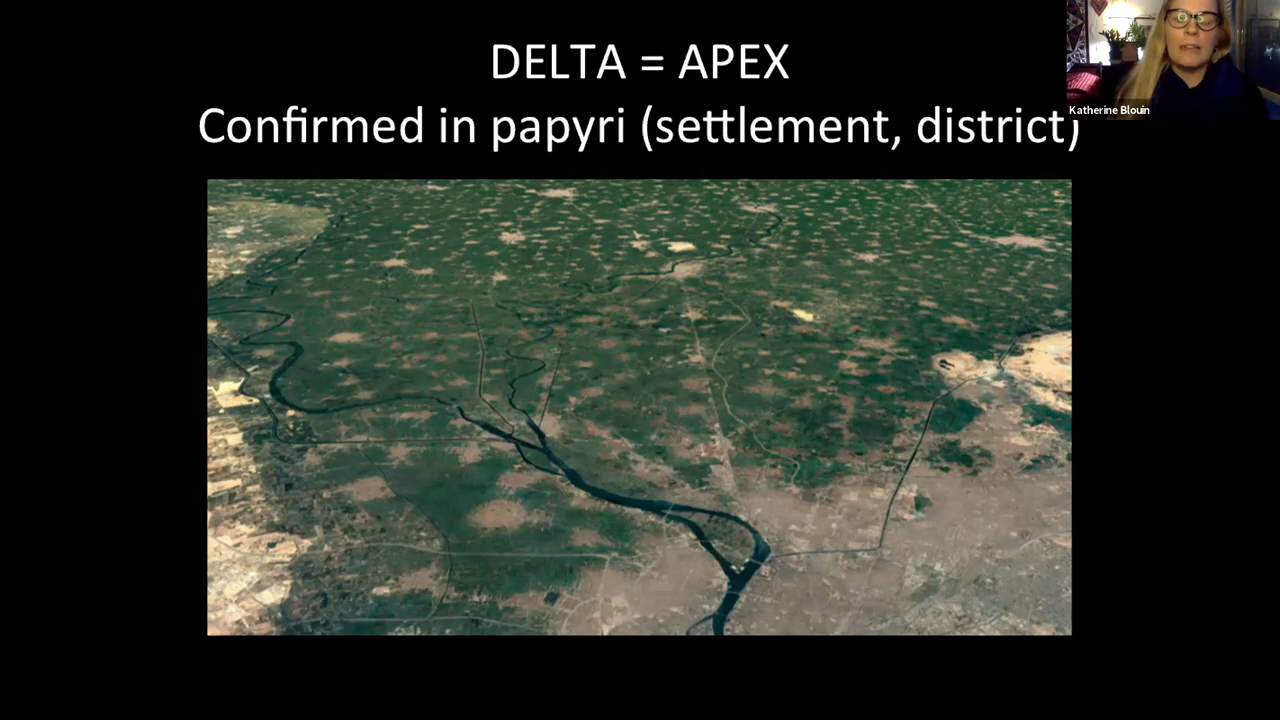 DELTA = APEX
Confirmed in papyri (settlement, district)
Katherine Blouin